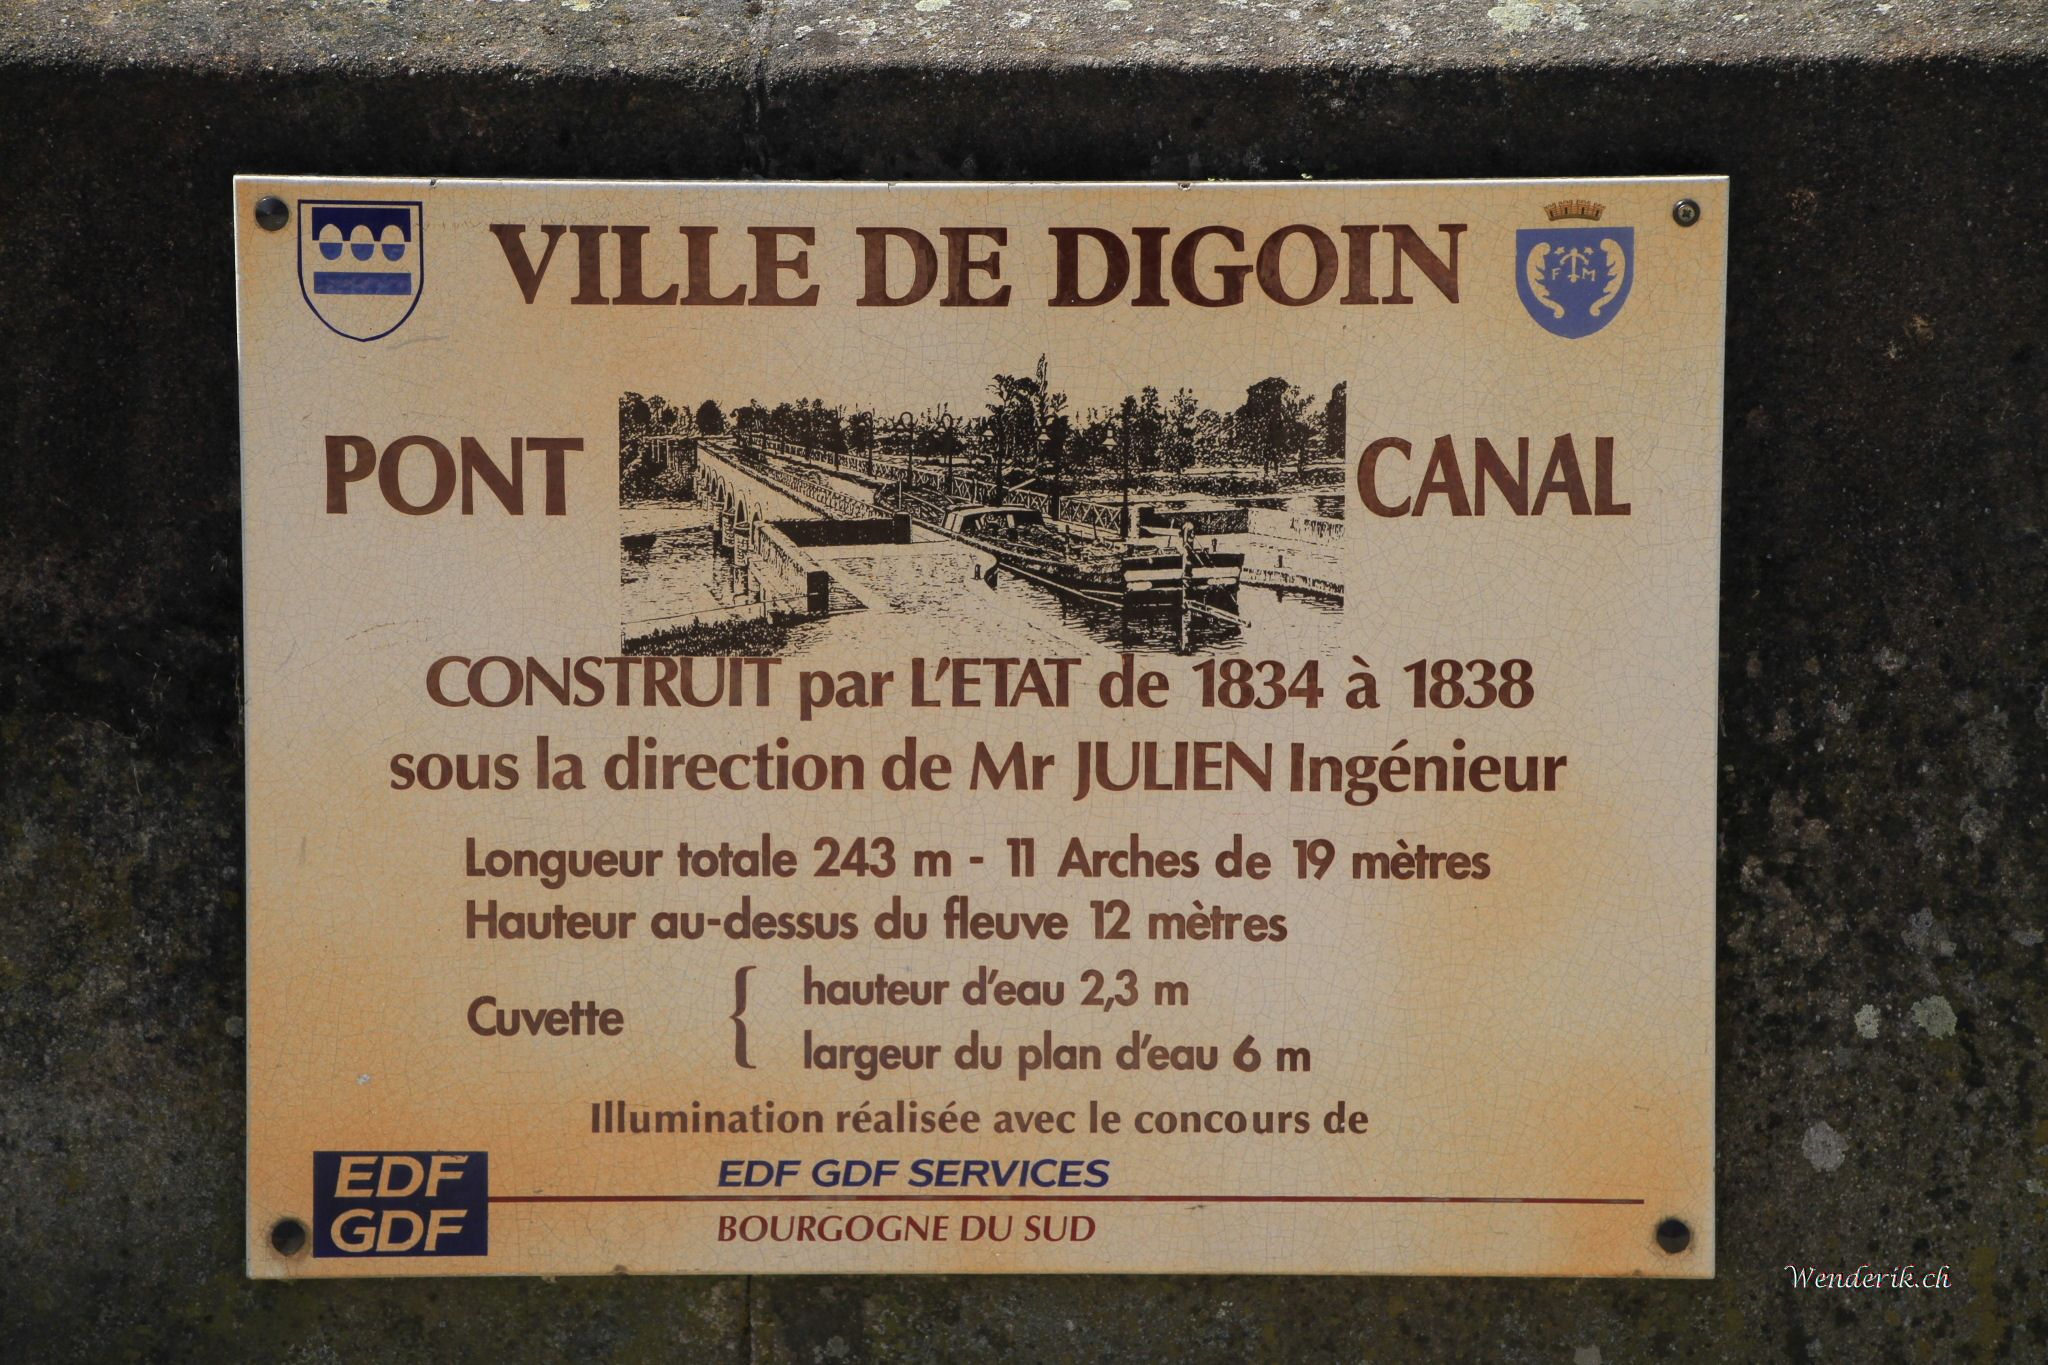 VILLE DE DIGOIN
F M
PONT CANAL
CONSTRUIT par L'ETAT de 1834 à 1838
sous la direction de Mr JULIEN Ingénieur
Longueur totale 243 m - 11 Arches de 19 mètres
Hauteur au-dessus du fleuve 12 mètres
Cuvette { hauteur d'eau 2,3 m
largeur du plan d'eau 6 m
Illumination réalisée avec le concours de
EDF
GDF
EDF GDF SERVICES
BOURGOGNE DU SUD
Wenderik.ch